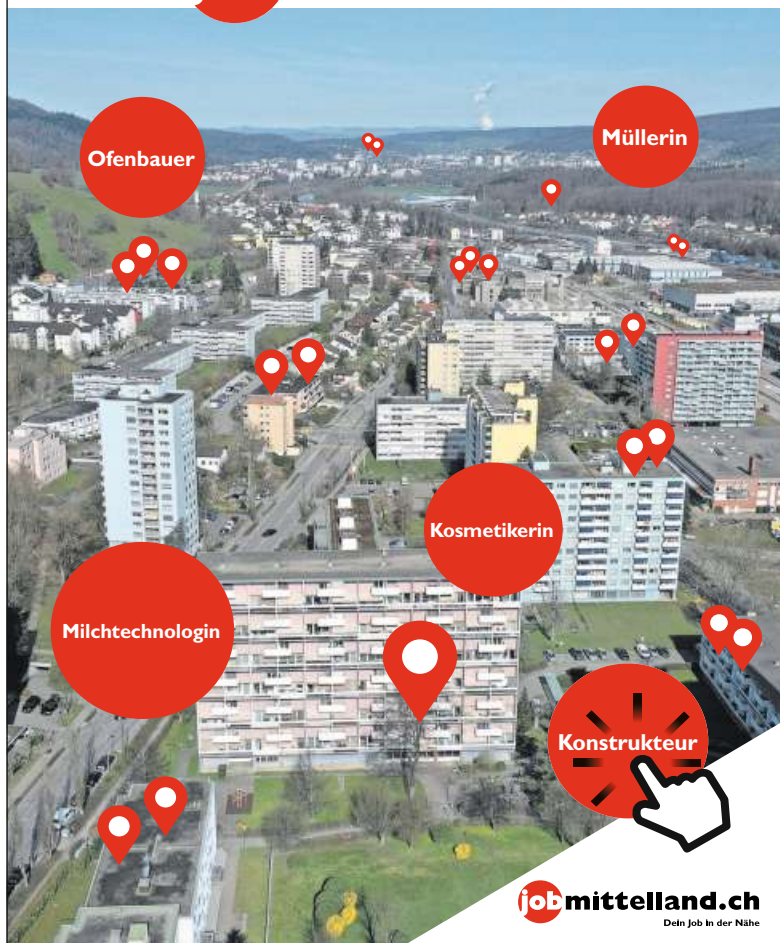 Ofenbauer
Müllerin
Kosmetikerin
Milchtechnologin
Konstrukteur
jobmittelland.ch
Dein Job in der Nähe